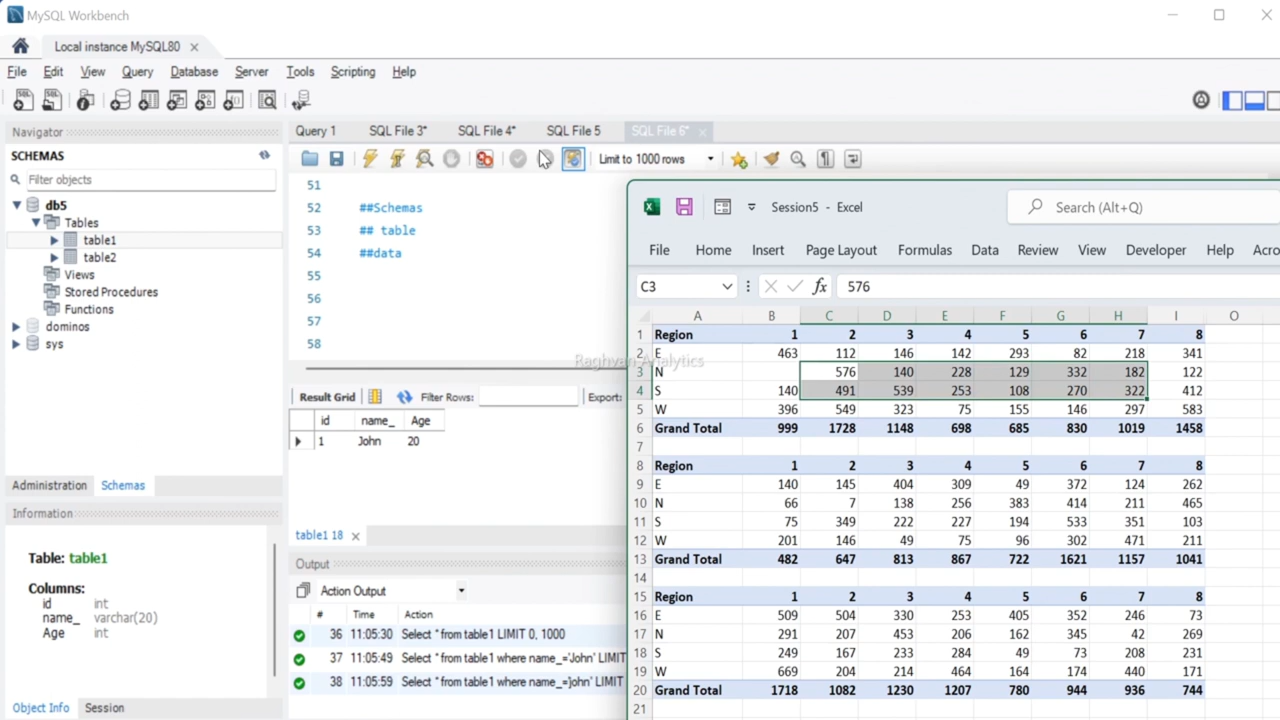 MySQL Workbench
Local instance MySQL80
File Edit View Query Database Server Tools Scripting Help
Navigator
SCHEMAS
Filter objects
db5
Tables
table1
table2
Views
Stored Procedures
Functions
dominos
sys
Administration Schemas
Information
Table: table1
Columns:
id int
name_ varchar(20)
Age int
Object Info Session
Query 1 SQL File 3* SQL File 4* SQL File 5 SQL File 6*
Limit to 1000 rows
51
52 ##Schemas
53 ## table
54 ##data
55
56
57
58
Raghvan Analytics
Result Grid Filter Rows: Export:
id name_ Age
1 John 20
table1 18
Output
Action Output
# Time Action
36 11:05:30 Select * from table1 LIMIT 0, 1000
37 11:05:49 Select * from table1 where name_='John' LIMIT
38 11:05:59 Select * from table1 where name_='john' LIMIT
Session5 - Excel Search (Alt+Q)
File Home Insert Page Layout Formulas Data Review View Developer Help Acro
C3 fx 576
A B C D E F G H I O
1 Region 1 2 3 4 5 6 7 8
2 E 463 112 146 142 293 82 218 341
3 N 576 140 228 129 332 182 122
4 S 140 491 539 253 108 270 322 412
5 W 396 549 323 75 155 146 297 583
6 Grand Total 999 1728 1148 698 685 830 1019 1458
7
8 Region 1 2 3 4 5 6 7 8
9 E 140 145 404 309 49 372 124 262
10 N 66 7 138 256 383 414 211 465
11 S 75 349 222 227 194 533 351 103
12 W 201 146 49 75 96 302 471 211
13 Grand Total 482 647 813 867 722 1621 1157 1041
14
15 Region 1 2 3 4 5 6 7 8
16 E 509 504 330 253 405 352 246 73
17 N 291 207 453 206 162 345 42 269
18 S 249 167 233 284 49 73 208 231
19 W 669 204 214 464 164 174 440 171
20 Grand Total 1718 1082 1230 1207 780 944 936 744
21